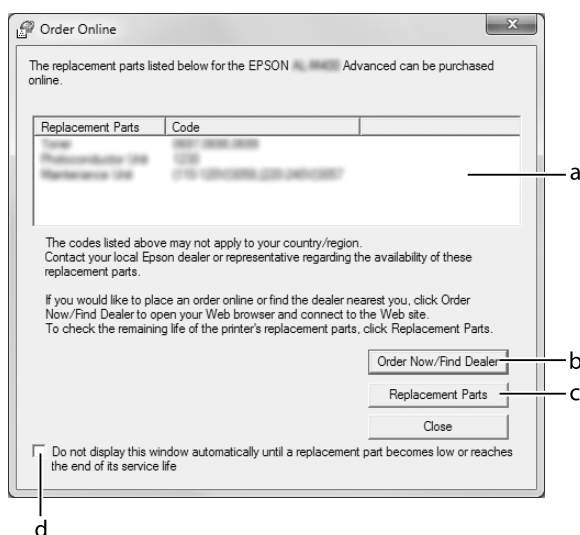 Order Online
x
The replacement parts listed below for the EPSON Advanced can be purchased
online.
Replacement Parts Code
a
The codes listed above may not apply to your country/region.
Contact your local Epson dealer or representative regarding the availability of these
replacement parts.
If you would like to place an order online or find the dealer nearest you, click Order
Now/Find Dealer to open your Web browser and connect to the Web site.
To check the remaining life of the printer's replacement parts, click Replacement Parts.
Order Now/Find Dealer
b
Replacement Parts
c
Close
Do not display this window automatically until a replacement part becomes low or reaches
the end of its service life
d